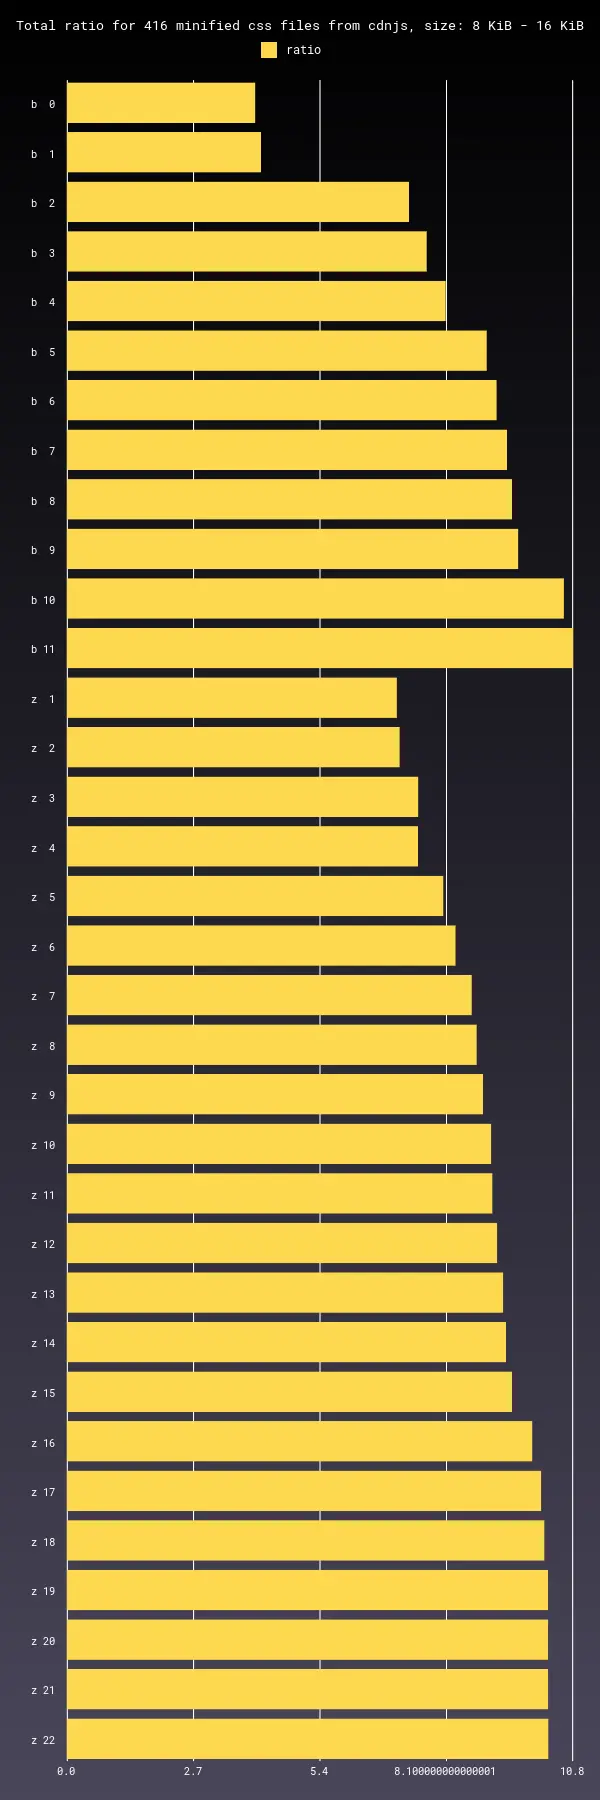 Total ratio for 416 minified css files from cdnjs, size: 8 KiB - 16 KiB
ratio
b 0
b 1
b 2
b 3
b 4
b 5
b 6
b 7
b 8
b 9
b 10
b 11
z 1
z 2
z 3
z 4
z 5
z 6
z 7
z 8
z 9
z 10
z 11
z 12
z 13
z 14
z 15
z 16
z 17
z 18
z 19
z 20
z 21
z 22
0.0 2.7 5.4 8.100000000000001 10.8